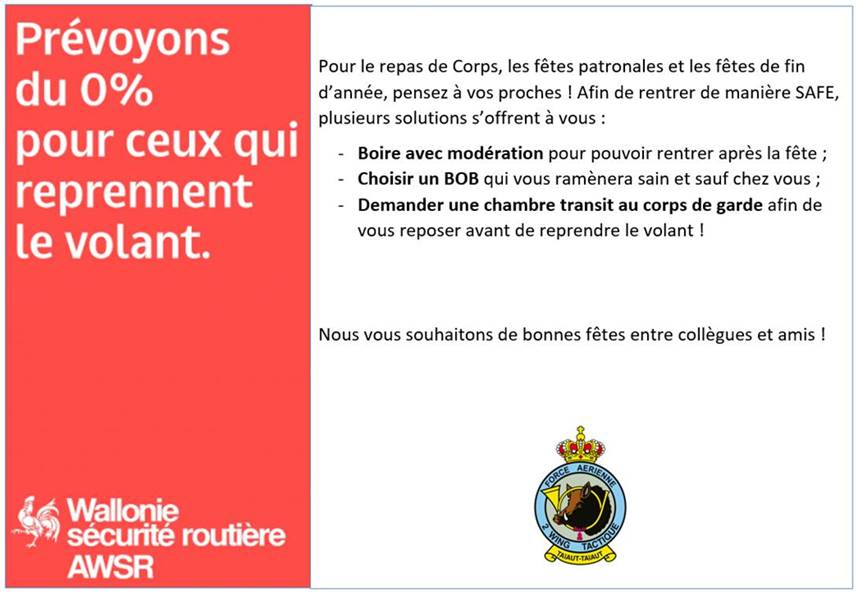 Prévoyons
du 0%
pour ceux qui
reprennent
le volant.
Wallonie
sécurité routière
AWSR
Pour le repas de Corps, les fêtes patronales et les fêtes de fin
d’année, pensez à vos proches ! Afin de rentrer de manière SAFE,
plusieurs solutions s’offrent à vous :
- Boire avec modération pour pouvoir rentrer après la fête ;
- Choisir un BOB qui vous ramènera sain et sauf chez vous ;
- Demander une chambre transit au corps de garde afin de
vous reposer avant de reprendre le volant !
Nous vous souhaitons de bonnes fêtes entre collègues et amis !
FORCE AERIENNE
2 WING TACTIQUE
TAIAUT-TAIAUT